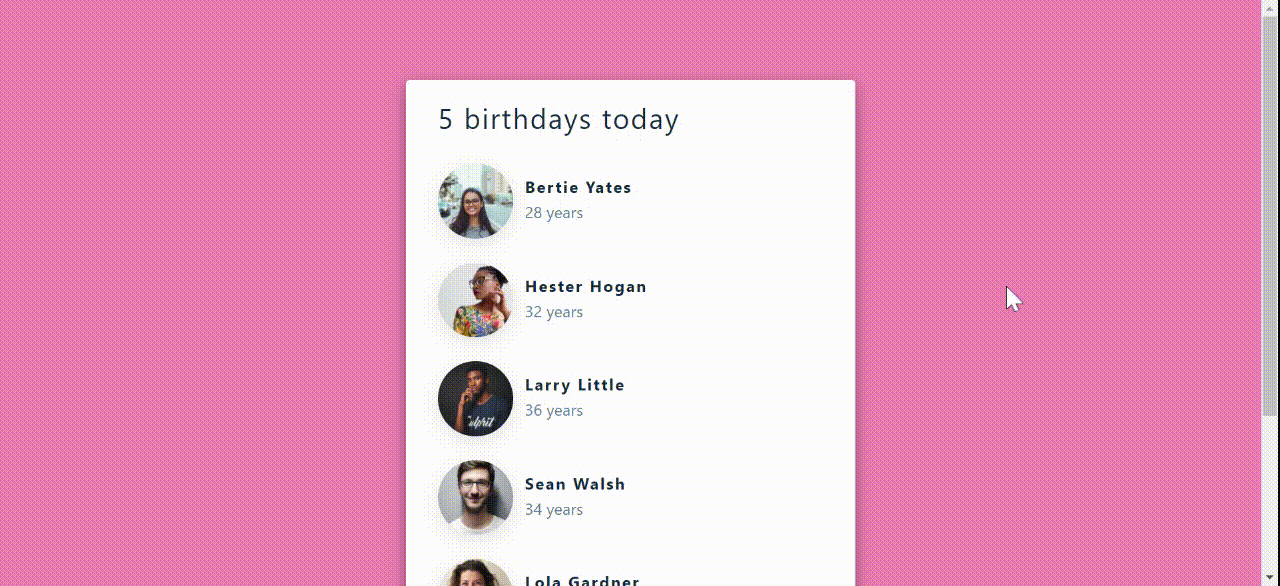 5 birthdays today
Bertie Yates
28 years
Hester Hogan
32 years
Larry Little
36 years
Sean Walsh
34 years
Lola Gardner